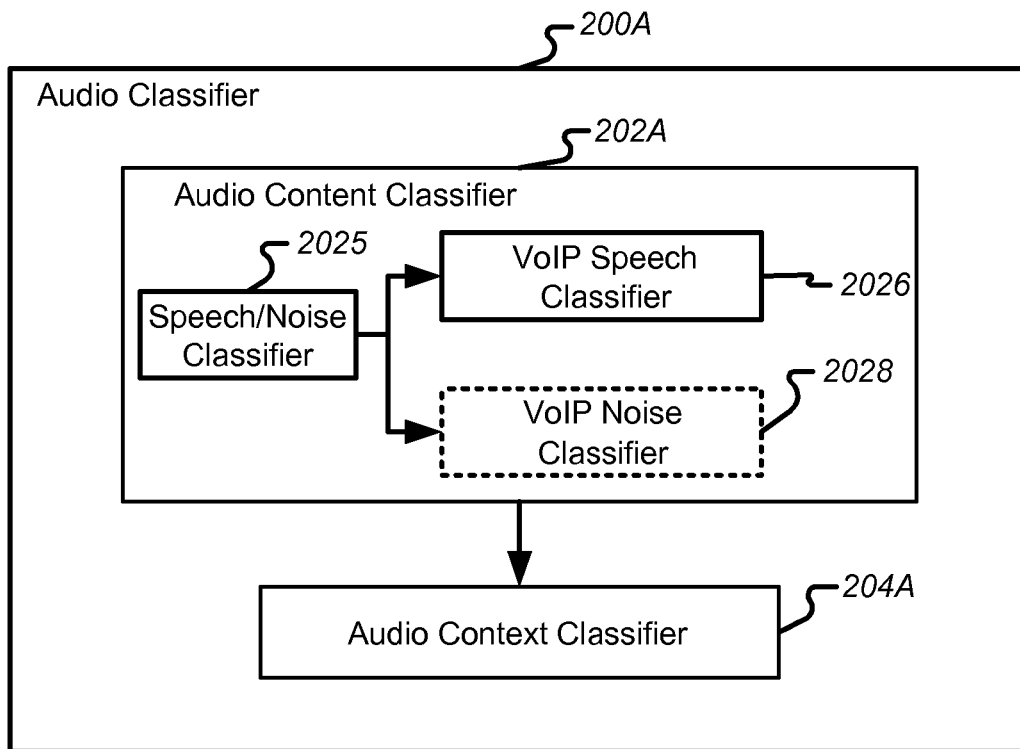 200A
Audio Classifier
202A
Audio Content Classifier
2025
VoIP Speech
Classifier
2026
Speech/Noise
Classifier
2028
VoIP Noise
Classifier
204A
Audio Context Classifier